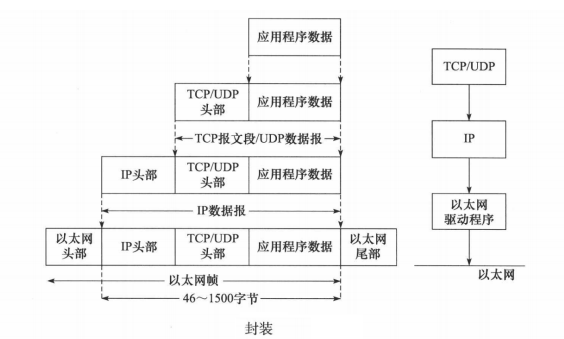 应用程序数据
TCP/UDP
头部
应用程序数据
TCP报文段/UDP数据报
IP头部
TCP/UDP
头部
应用程序数据
IP数据报
以太网
头部
IP头部
TCP/UDP
头部
应用程序数据
以太网
尾部
以太网帧
46～1500字节
封装
TCP/UDP
IP
以太网
驱动程序
以太网